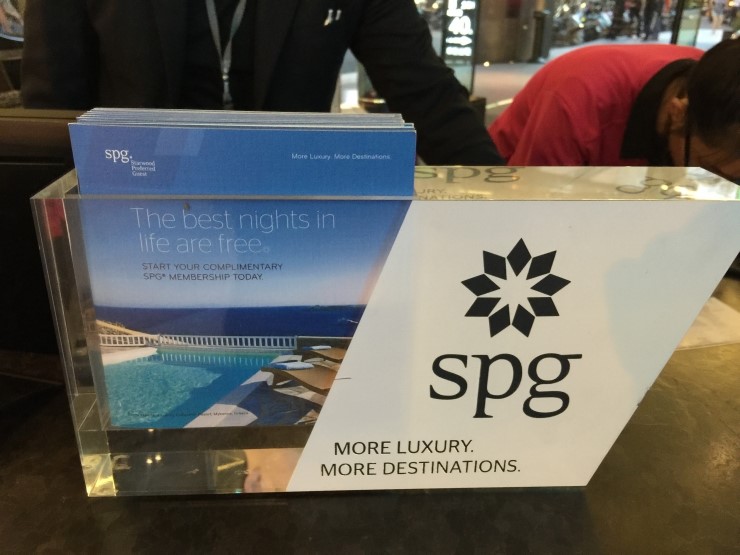 spg.
Starwood
Preferred
Guest
More Luxury. More Destinations.
The best nights in
life are free®
START YOUR COMPLIMENTARY
SPG® MEMBERSHIP TODAY.
spg
MORE LUXURY.
MORE DESTINATIONS.
40